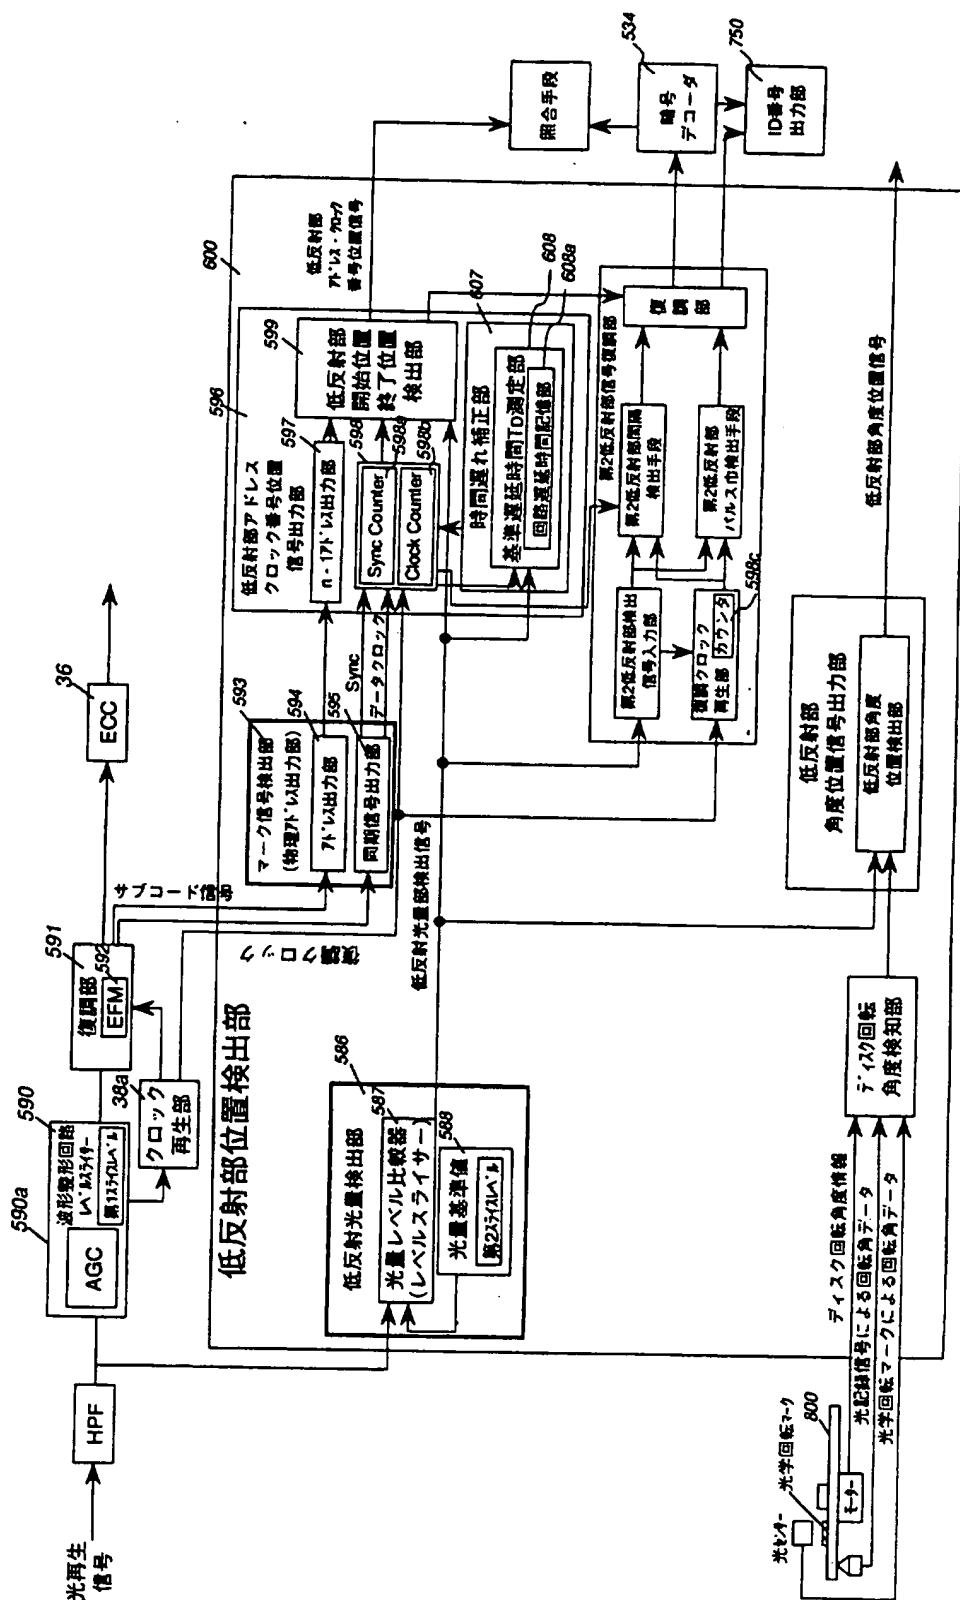 光再生
信号
HPF
590a
590
波形整形回路
AGC
レベルスライサー
第1スライスレベル
38a
クロック
再生部
591
復調部
592
EFM
36
ECC
サブコード信号
復調クロック
低反射部位置検出部
600
586
低反射光量検出部
587
光量レベル比較器
(レベルスライサー)
588
光量基準値
第2スライスレベル
低反射光量部検出信号
593
マーク信号検出部
(物理アドレス出力部)
594
アドレス出力部
595
同期信号出力部
Sync
データクロック
596
低反射部アドレス
クロック番号位置
信号出力部
597
n-1アドレス出力部
598
598a
Sync Counter
598b
Clock Counter
599
低反射部
開始位置
終了位置
検出部
低反射部
アドレス・クロック
番号位置信号
607
時間遅れ補正部
608
基準遅延時間TD測定部
608a
回路遅延時間記憶部
第2低反射部信号復調部
第2低反射部検出
信号入力部
復調クロック
再生部
カウンタ
598c
第2低反射部間隔
検出手段
第2低反射部
パルス巾検出手段
復調部
照合手段
534
暗号
デコーダ
750
ID番号
出力部
低反射部
角度位置信号出力部
低反射部角度
位置検出部
低反射部角度位置信号
ディスク回転
角度検知部
ディスク回転角度情報
光記録信号による回転角データ
光学回転マークによる回転角データ
光センサー
光学回転マーク
800
モーター